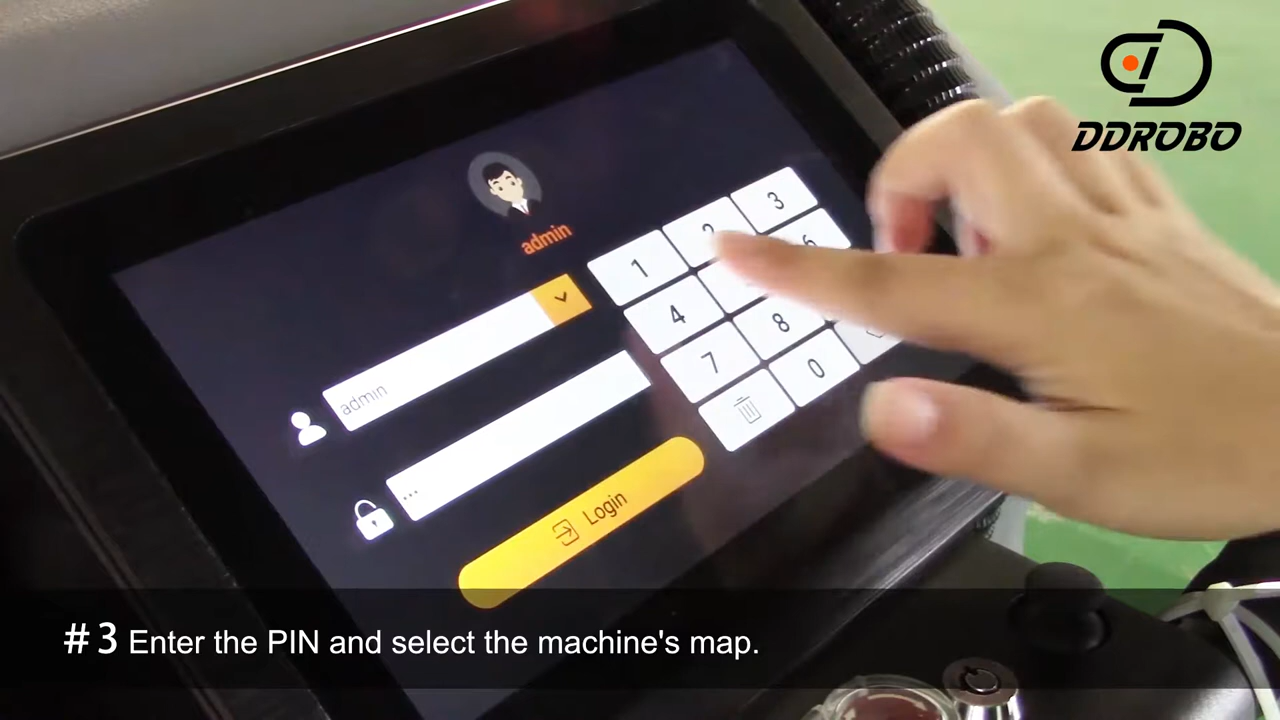 DDROBO
admin
1
2
3
admin
4
6
7
8
0
...
Login
#3 Enter the PIN and select the machine's map.